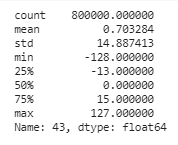 count    800000.000000
mean          0.703284
std          14.887413
min        -128.000000
25%         -13.000000
50%           0.000000
75%          15.000000
max         127.000000
Name: 43, dtype: float64